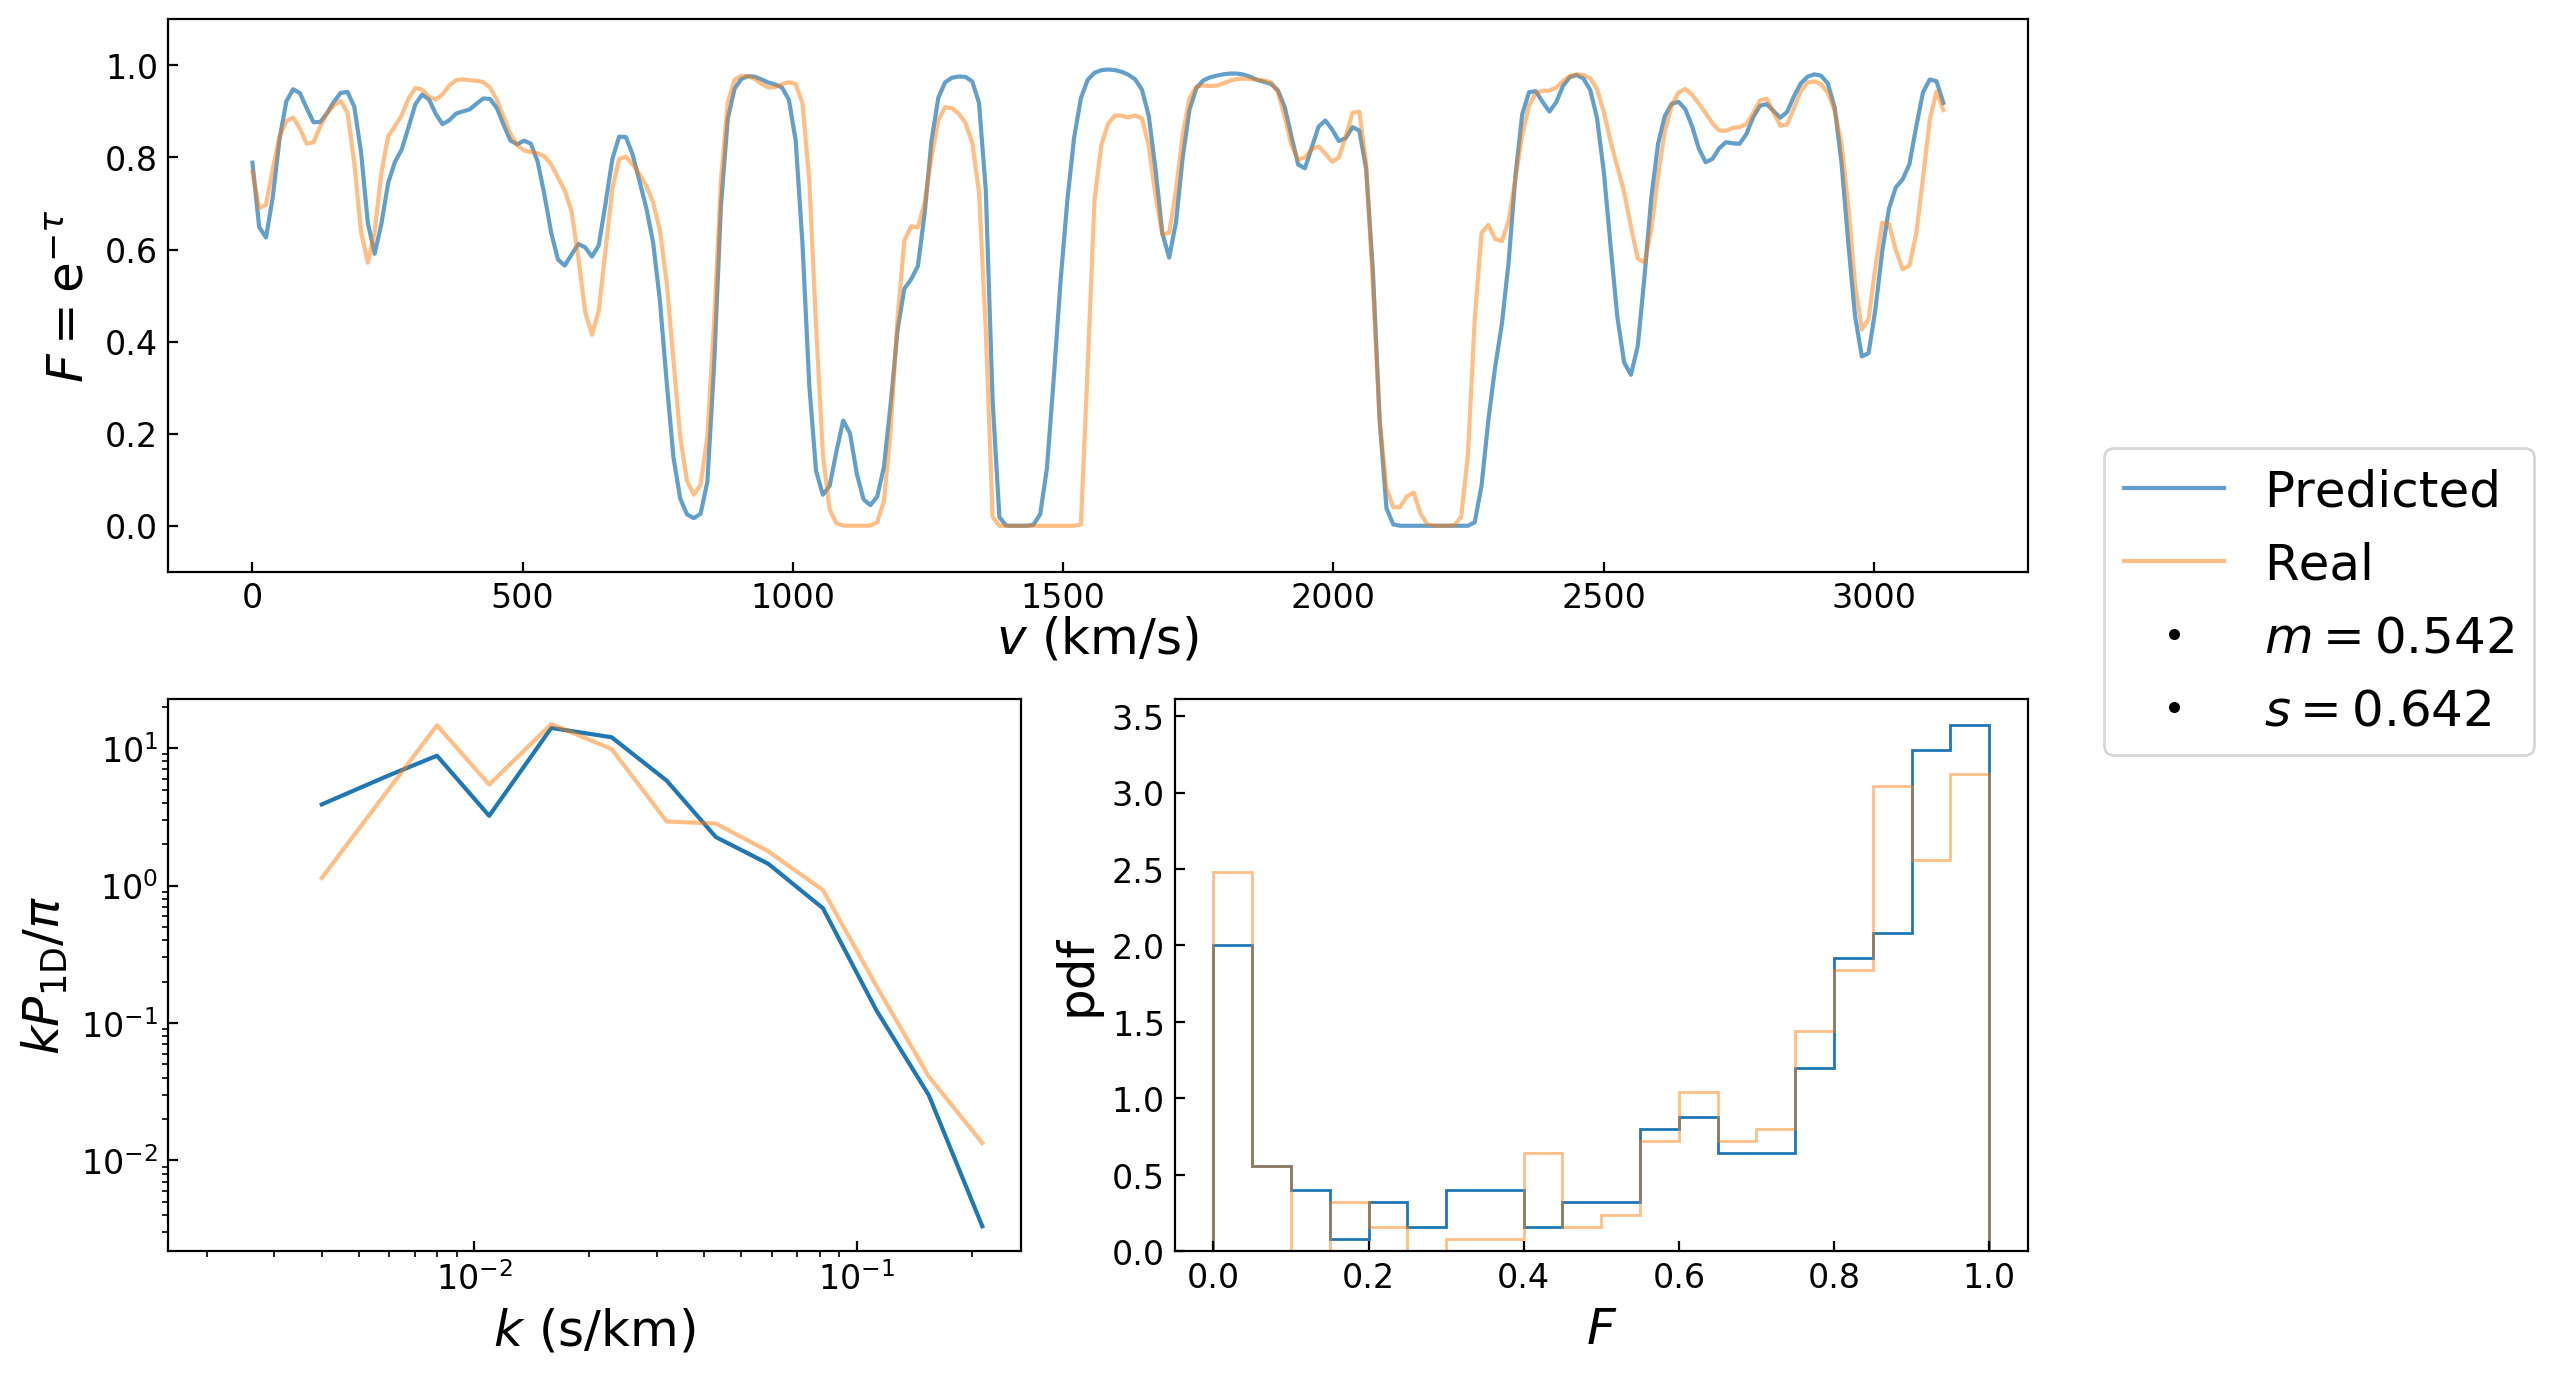 F = e^{−τ}
1.0
0.8
0.6
0.4
0.2
0.0
0 500 1000 1500 2000 2500 3000
v (km/s)
Predicted
Real
m = 0.542
s = 0.642
kP_{1D}/π
10^1
10^0
10^{−1}
10^{−2}
10^{−2} 10^{−1}
k (s/km)
pdf
3.5
3.0
2.5
2.0
1.5
1.0
0.5
0.0
0.0 0.2 0.4 0.6 0.8 1.0
F